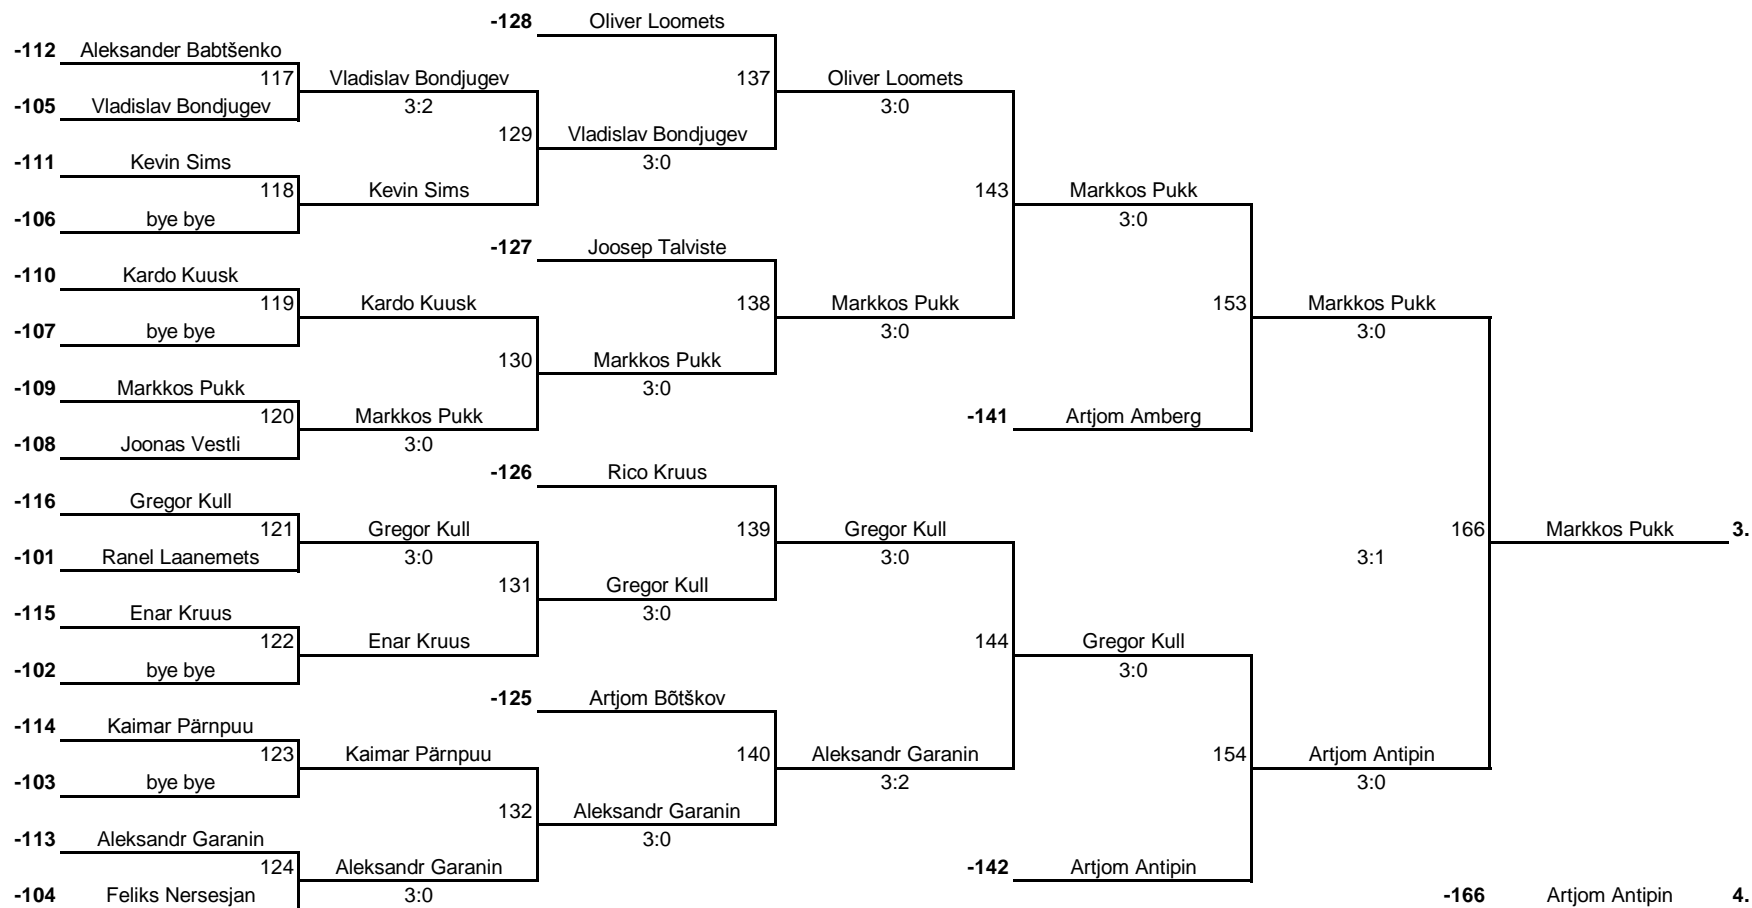 -128 Oliver Loomets
-112 Aleksander Babtšenko
117 Vladislav Bondjugev 137 Oliver Loomets
-105 Vladislav Bondjugev 3:2 3:0
129 Vladislav Bondjugev
-111 Kevin Sims 3:0
118 Kevin Sims 143 Markkos Pukk
-106 bye bye 3:0
-127 Joosep Talviste
-110 Kardo Kuusk
119 Kardo Kuusk 138 Markkos Pukk 153 Markkos Pukk
-107 bye bye 3:0 3:0
130 Markkos Pukk
-109 Markkos Pukk 3:0
120 Markkos Pukk -141 Artjom Amberg
-108 Joonas Vestli 3:0
-126 Rico Kruus
-116 Gregor Kull
121 Gregor Kull 139 Gregor Kull 166 Markkos Pukk 3.
-101 Ranel Laanemets 3:0 3:0 3:1
131 Gregor Kull
-115 Enar Kruus 3:0
122 Enar Kruus 144 Gregor Kull
-102 bye bye 3:0
-125 Artjom Bõtškov
-114 Kaimar Pärnpuu
123 Kaimar Pärnpuu 140 Aleksandr Garanin 154 Artjom Antipin
-103 bye bye 3:2 3:0
132 Aleksandr Garanin
-113 Aleksandr Garanin 3:0
124 Aleksandr Garanin -142 Artjom Antipin
-104 Feliks Nersesjan 3:0 -166 Artjom Antipin 4.